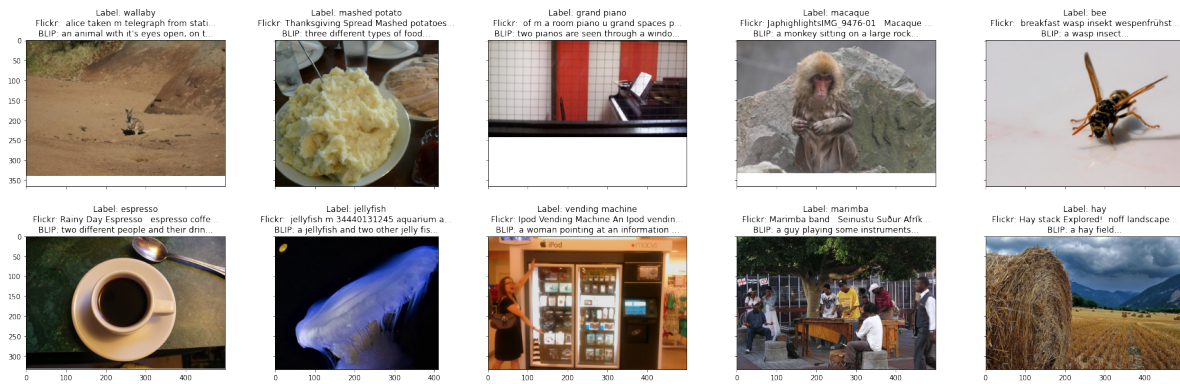 Label: wallaby
Flickr: alice taken m telegraph from stati...
BLIP: an animal with it's eyes open, on t...
Label: mashed potato
Flickr: Thanksgiving Spread Mashed potatoes...
BLIP: three different types of food...
Label: grand piano
Flickr: of m a room piano u grand spaces p...
BLIP: two pianos are seen through a windo...
Label: macaque
Flickr: JaphighlightsIMG_9476-01 Macaque ...
BLIP: a monkey sitting on a large rock...
Label: bee
Flickr: breakfast wasp insekt wespenfrühst...
BLIP: a wasp insect...
0
50
100
150
200
250
300
350
Label: espresso
Flickr: Rainy Day Espresso espresso coffe...
BLIP: two different people and their drin...
Label: jellyfish
Flickr: jellyfish m 34440131245 aquarium a...
BLIP: a jellyfish and two other jelly fis...
Label: vending machine
Flickr: Ipod Vending Machine An Ipod vendin...
BLIP: a woman pointing at an information ...
Label: marimba
Flickr: Marimba band Seinustu Suður Afrík...
BLIP: a guy playing some instruments...
Label: hay
Flickr: Hay stack Explored¹ noff landscape...
BLIP: a hay field...
0
50
100
150
200
250
300
iPod
0 100 200 300 400
0 100 200 300 400
0 100 200 300 400
0 100 200 300 400
0 100 200 300 400